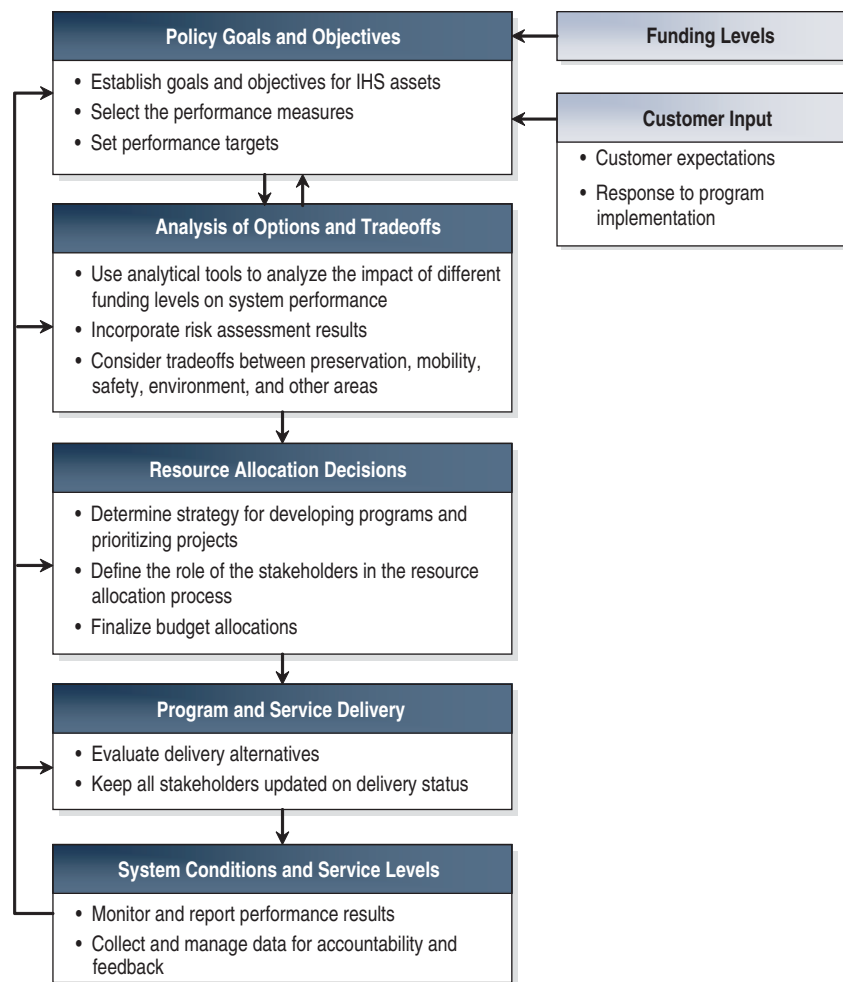 Policy Goals and Objectives
• Establish goals and objectives for IHS assets
• Select the performance measures
• Set performance targets
Funding Levels
Customer Input
• Customer expectations
• Response to program
implementation
Analysis of Options and Tradeoffs
• Use analytical tools to analyze the impact of different
funding levels on system performance
• Incorporate risk assessment results
• Consider tradeoffs between preservation, mobility,
safety, environment, and other areas
Resource Allocation Decisions
• Determine strategy for developing programs and
prioritizing projects
• Define the role of the stakeholders in the resource
allocation process
• Finalize budget allocations
Program and Service Delivery
• Evaluate delivery alternatives
• Keep all stakeholders updated on delivery status
System Conditions and Service Levels
• Monitor and report performance results
• Collect and manage data for accountability and
feedback